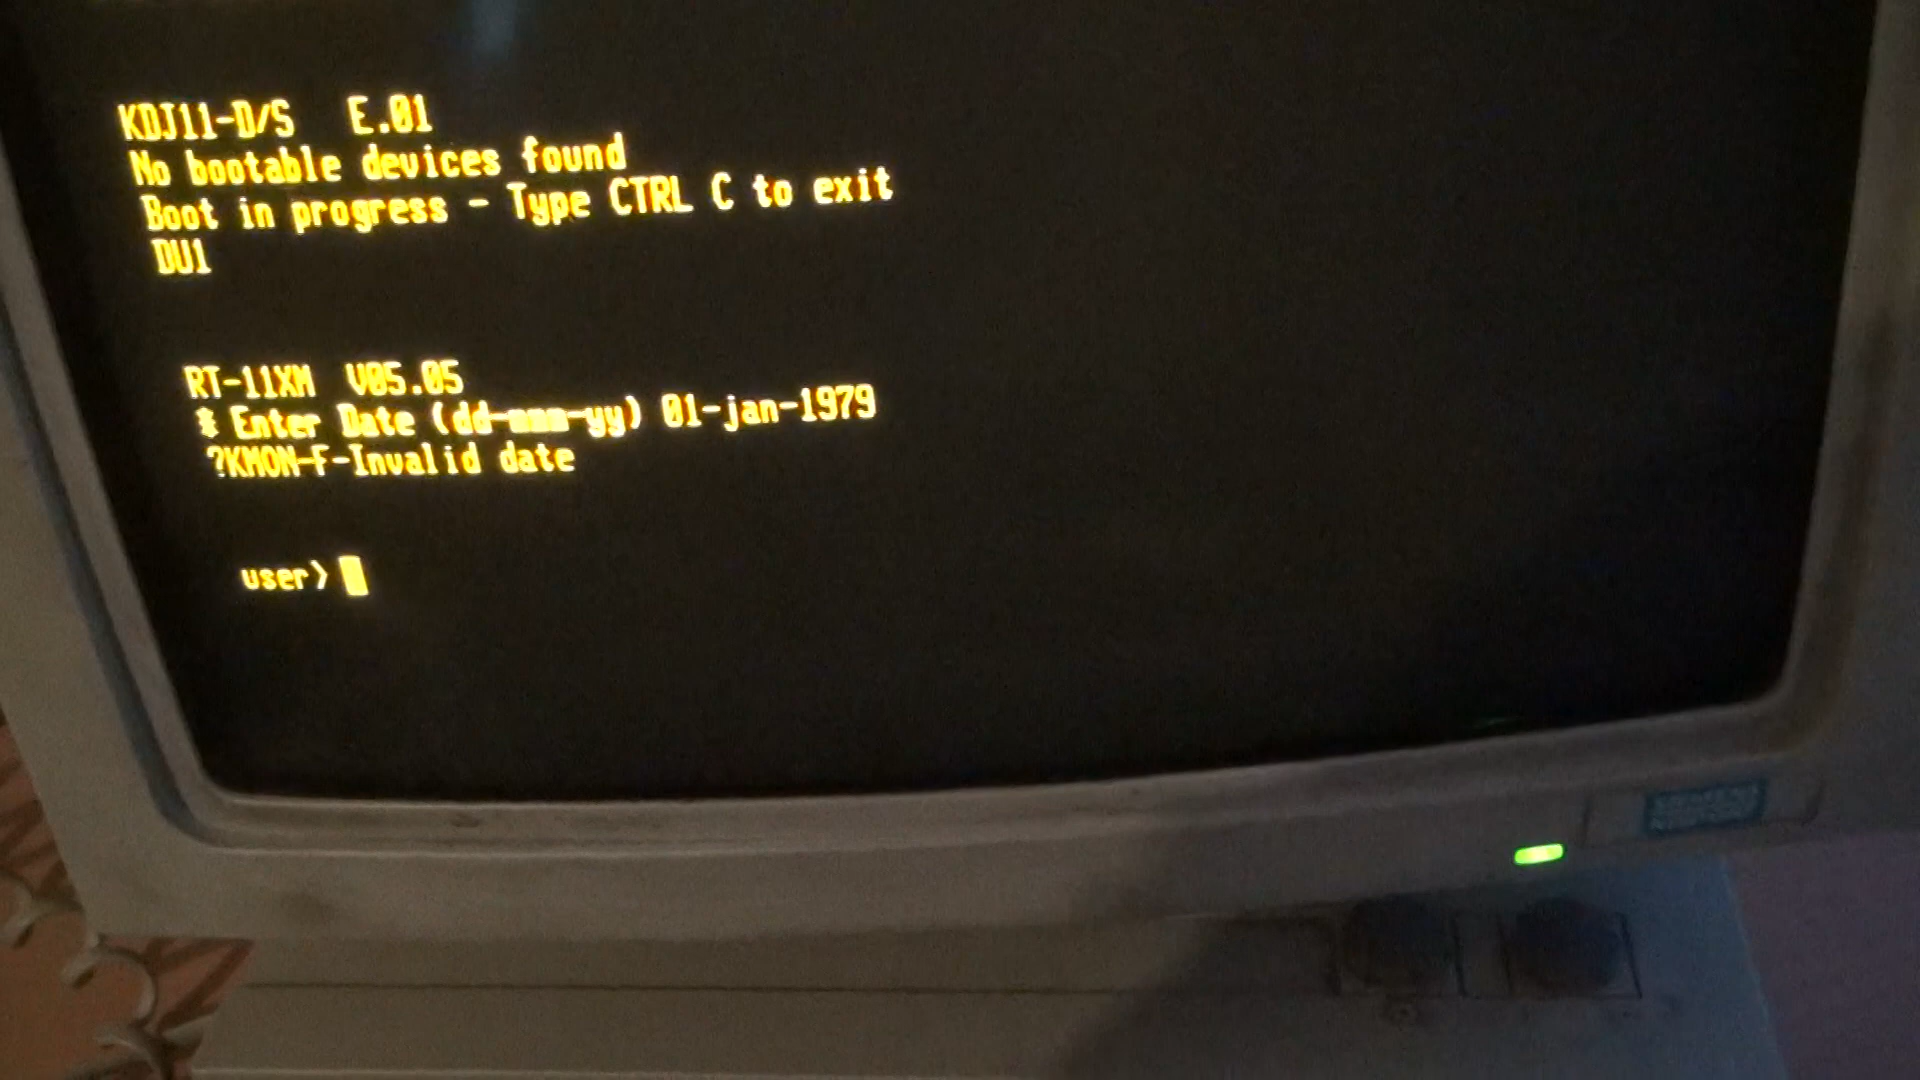 KDJ11-D/S   E.01
No bootable devices found
Boot in progress - Type CTRL C to exit
DU1
RT-11XM  V05.05
* Enter Date (dd-mmm-yy) 01-jan-1979
?KMON-F-Invalid date
user>